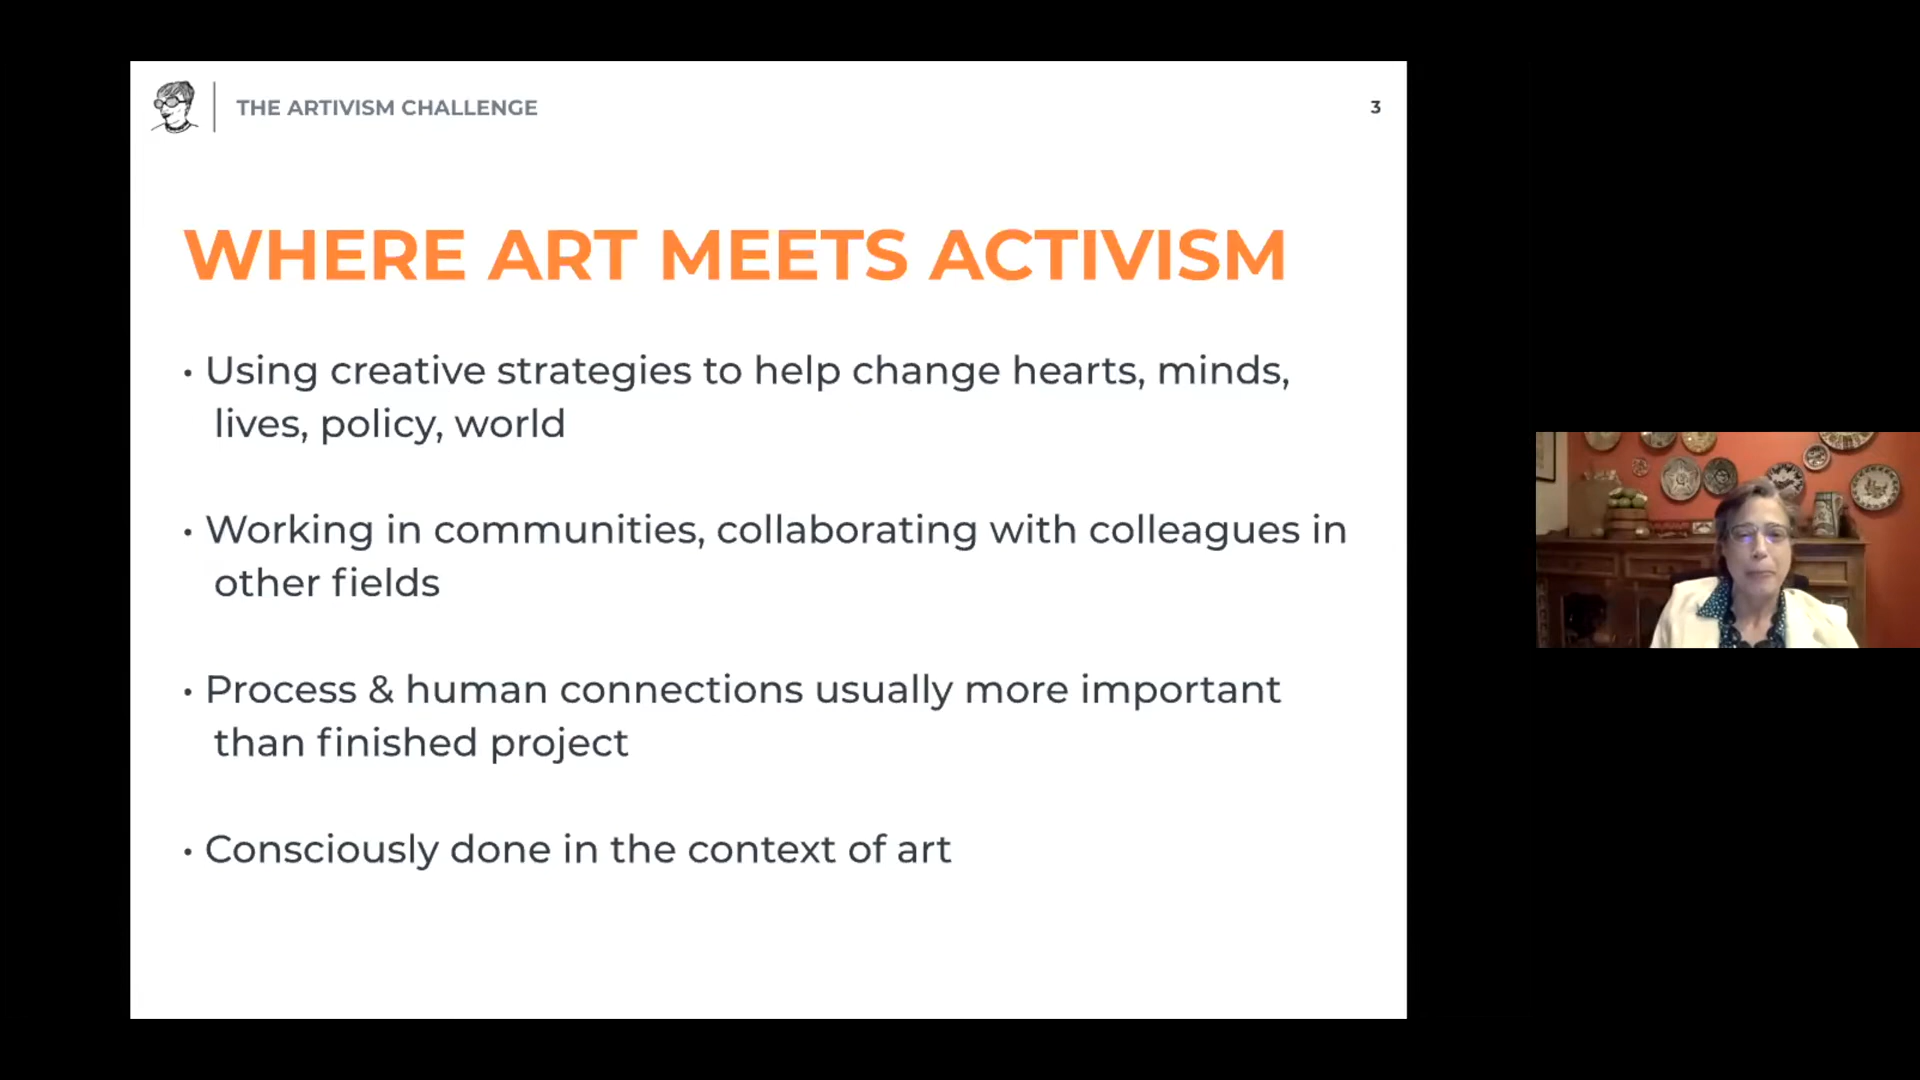 THE ARTIVISM CHALLENGE
3
WHERE ART MEETS ACTIVISM
• Using creative strategies to help change hearts, minds,
lives, policy, world
• Working in communities, collaborating with colleagues in
other fields
• Process & human connections usually more important
than finished project
• Consciously done in the context of art